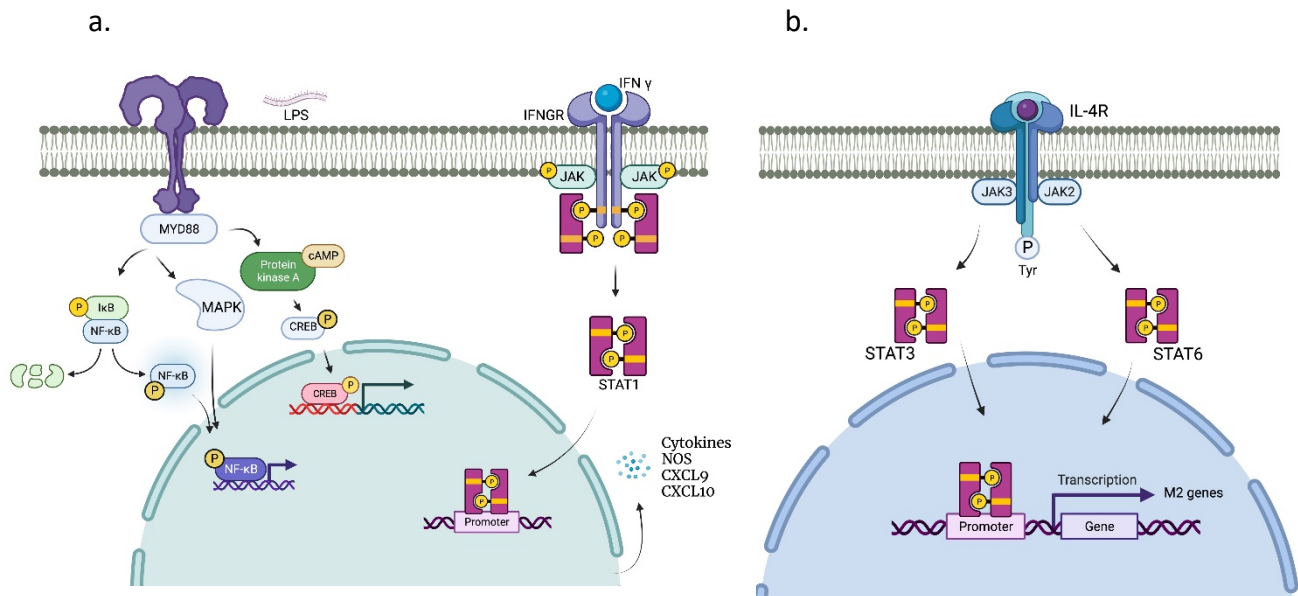 a.
LPS
IFN γ
IFNGR
P
JAK
JAK
P
P
P
P
P
MYD88
Protein
kinase A
cAMP
P
IκB
NF-κB
MAPK
CREB
P
NF-κB
P
P
P
STAT1
CREB
P
P
NF-κB
P
P
Promoter
Cytokines
NOS
CXCL9
CXCL10
b.
IL-4R
JAK3
JAK2
P
Tyr
P
P
STAT3
P
P
STAT6
P
P
Promoter
Transcription
Gene
M2 genes